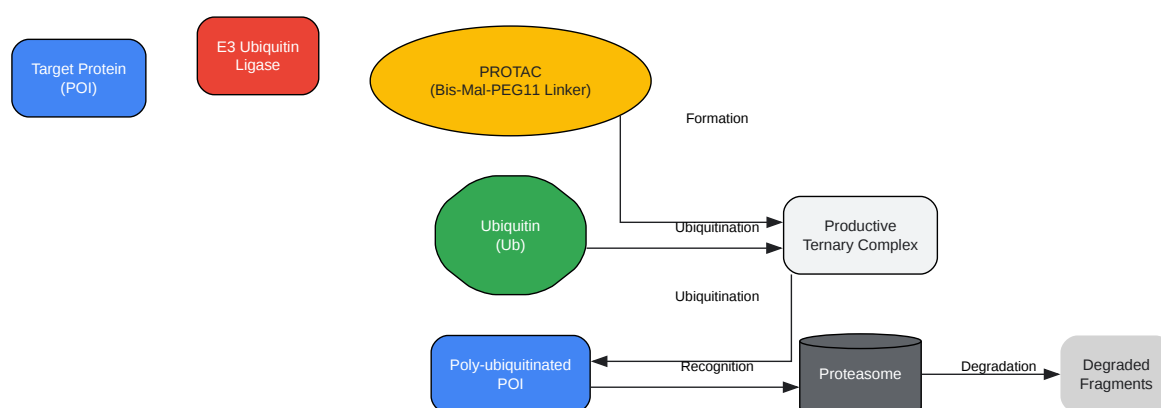 Target Protein
(POI)
E3 Ubiquitin
Ligase
PROTAC
(Bis-Mal-PEG11 Linker)
Formation
Ubiquitin
(Ub)
Ubiquitination
Productive
Ternary Complex
Ubiquitination
Poly-ubiquitinated
POI
Recognition
Proteasome
Degradation
Degraded
Fragments